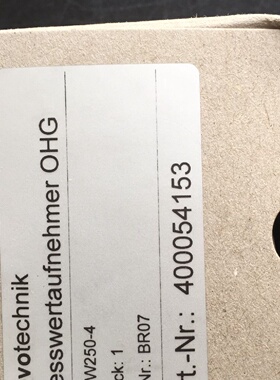 votechnik
esswertaufnehmer OHG
W250-4
ck: 1
Nr.: BR07
t.-Nr.: 400054153